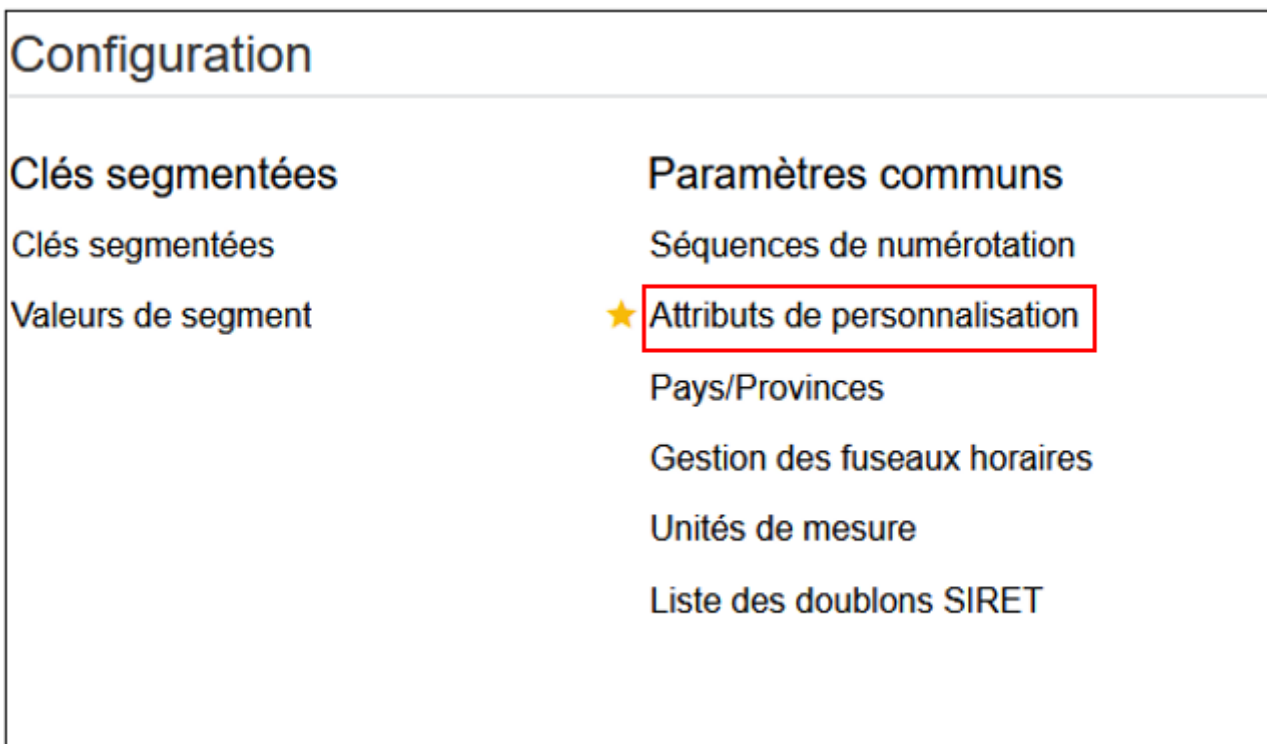 Configuration
Clés segmentées
Clés segmentées
Valeurs de segment
Paramètres communs
Séquences de numérotation
Attributs de personnalisation
Pays/Provinces
Gestion des fuseaux horaires
Unités de mesure
Liste des doublons SIRET